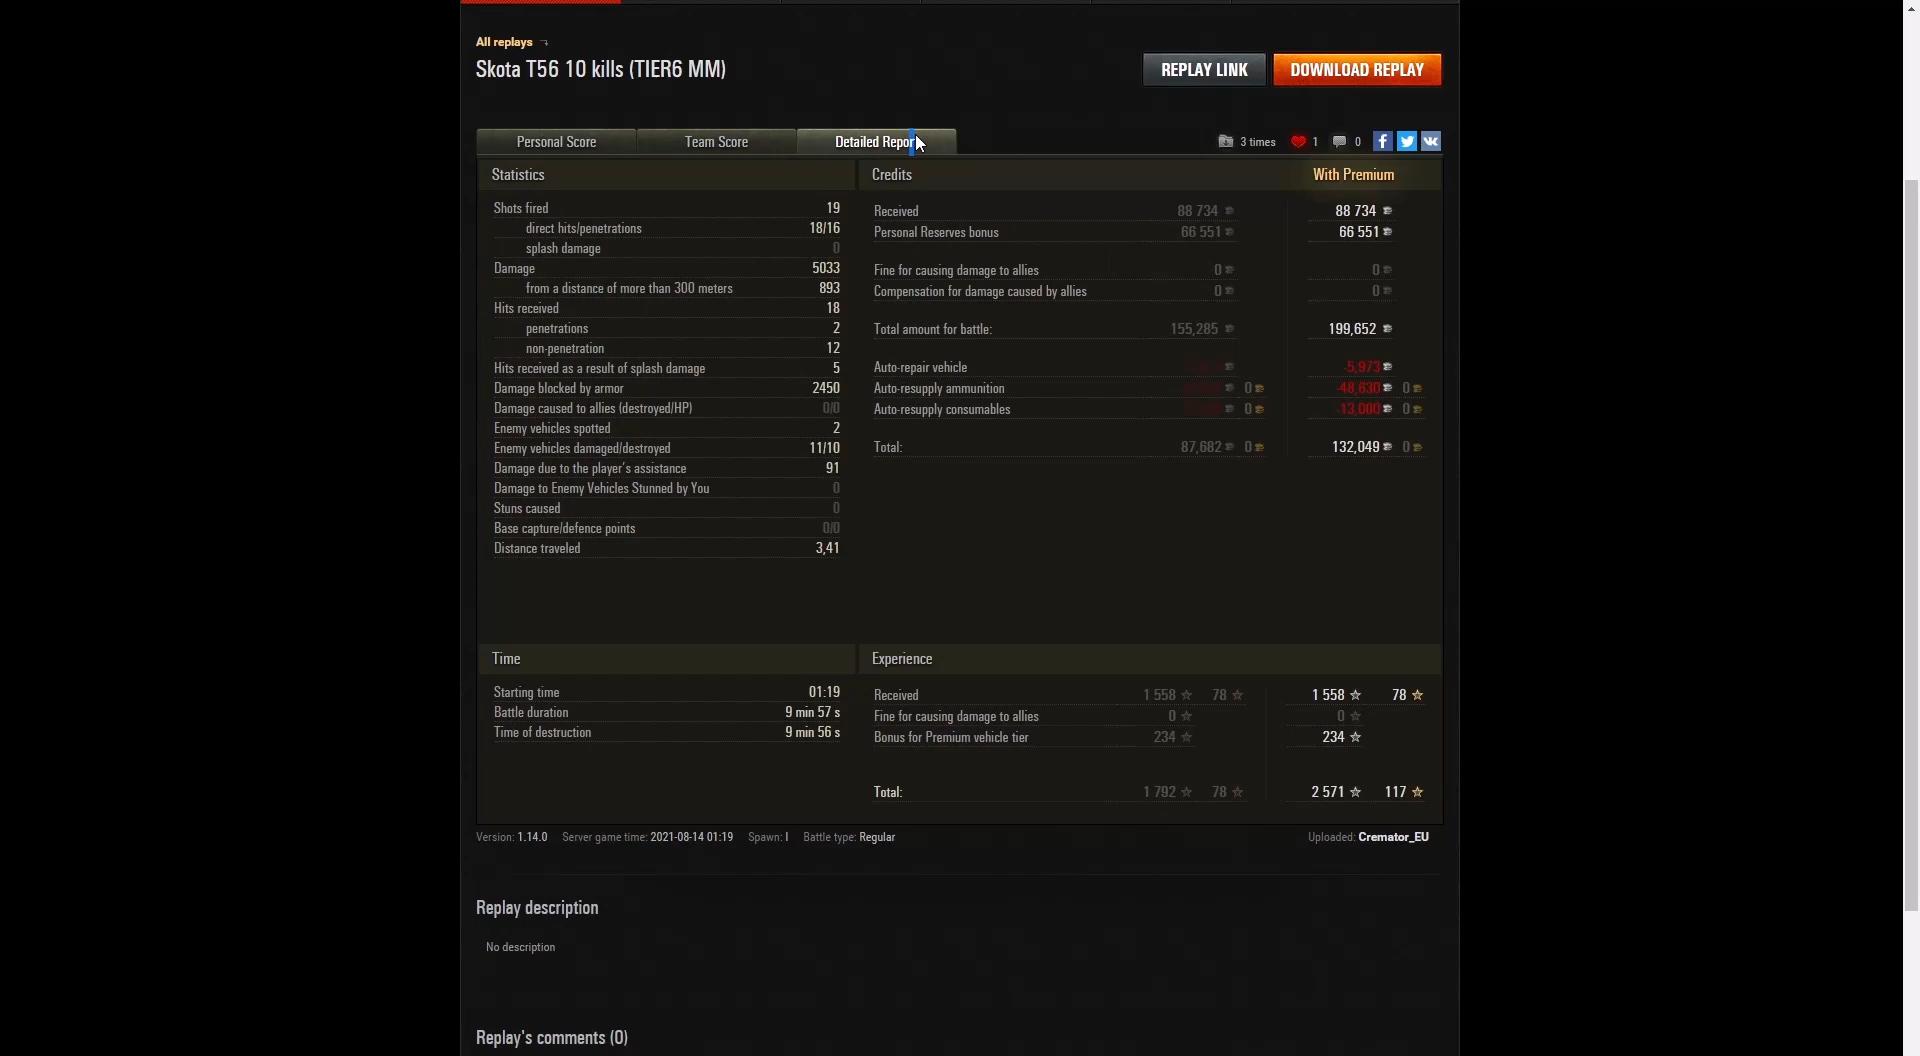 All replays
Skota T56 10 kills (TIER6 MM)
REPLAY LINK DOWNLOAD REPLAY
Personal Score Team Score Detailed Repor 3 times 1 0
Statistics
Shots fired 19
direct hits/penetrations 18/16
splash damage 0
Damage 5033
from a distance of more than 300 meters 893
Hits received 18
penetrations 2
non-penetration 12
Hits received as a result of splash damage 5
Damage blocked by armor 2450
Damage caused to allies (destroyed/HP) 0/0
Enemy vehicles spotted 2
Enemy vehicles damaged/destroyed 11/10
Damage due to the player's assistance 91
Damage to Enemy Vehicles Stunned by You 0
Stuns caused 0
Base capture/defence points 0/0
Distance traveled 3,41
Credits With Premium
Received 88 734 88 734
Personal Reserves bonus 66 551 66 551
Fine for causing damage to allies 0 0
Compensation for damage caused by allies 0 0
Total amount for battle: 155,285 199,652
Auto-repair vehicle -5,973
Auto-resupply ammunition 0 -48,630 0
Auto-resupply consumables 0 -13,000 0
Total: 87,682 0 132,049 0
Time
Starting time 01:19
Battle duration 9 min 57 s
Time of destruction 9 min 56 s
Experience
Received 1 558 78 1 558 78
Fine for causing damage to allies 0 0
Bonus for Premium vehicle tier 234 234
Total: 1 792 78 2 571 117
Version: 1.14.0 Server game time: 2021-08-14 01:19 Spawn: I Battle type: Regular Uploaded: Cremator_EU
Replay description
No description
Replay's comments (0)